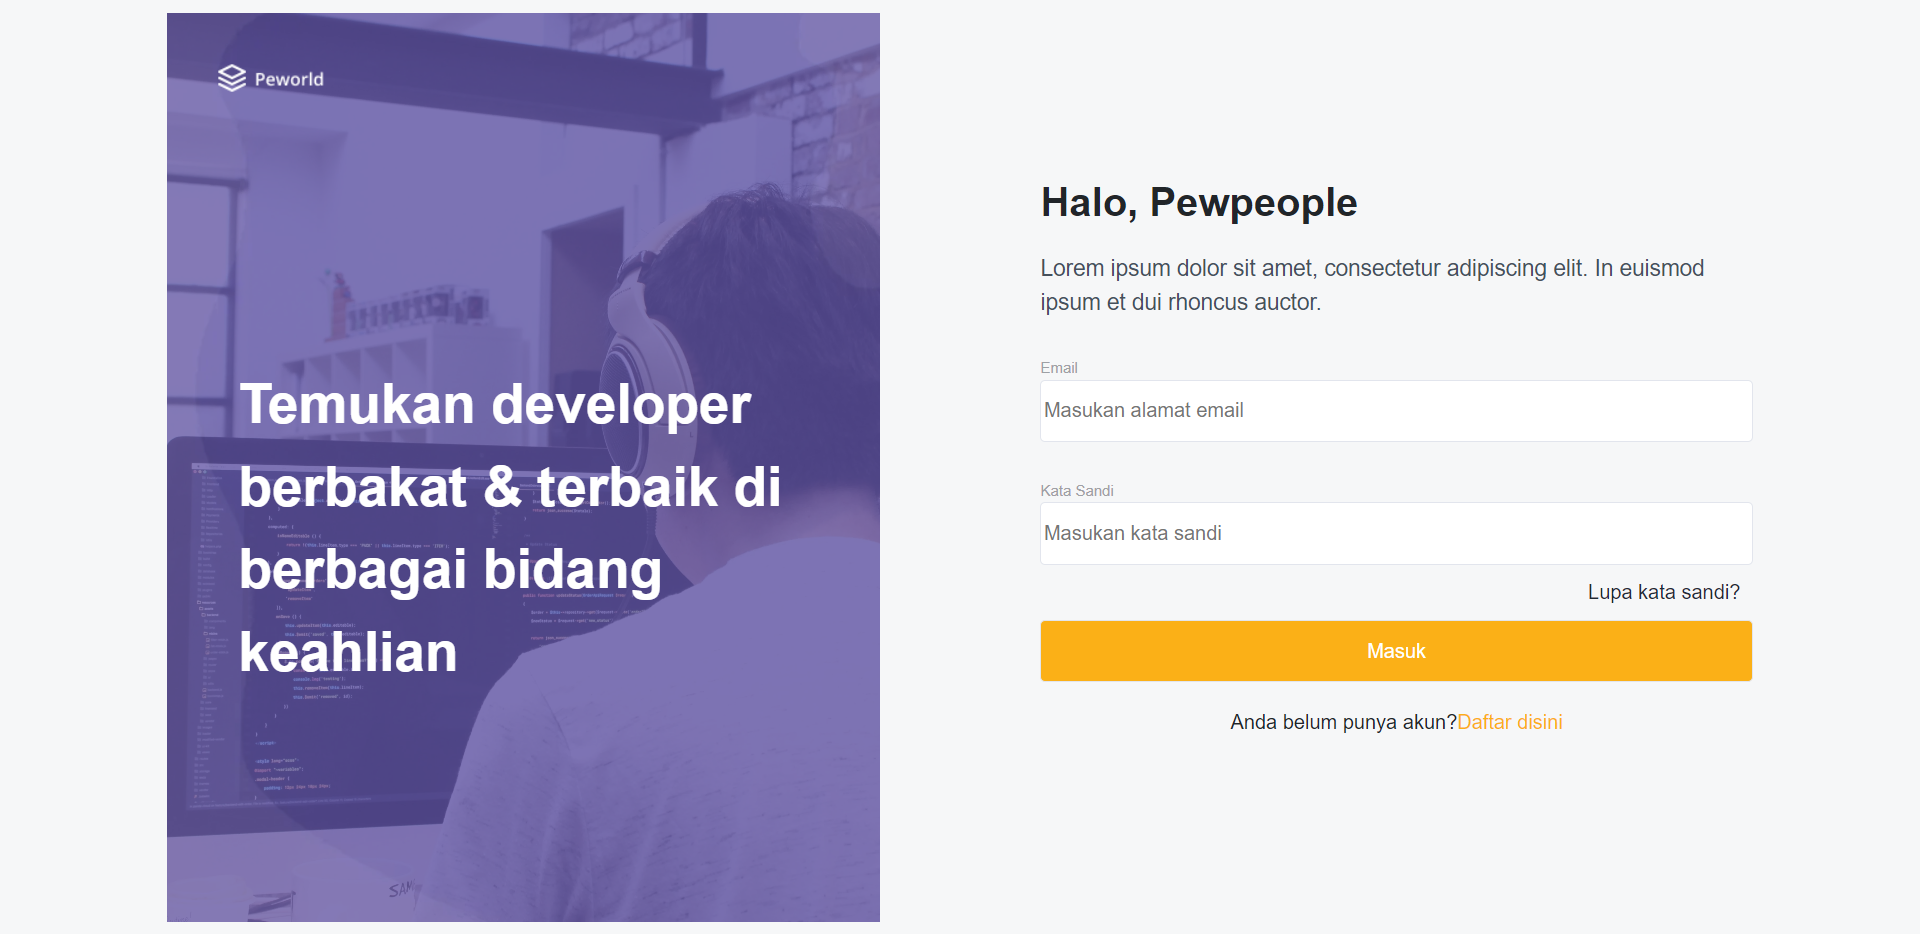 Peworld
Temukan developer
berbakat & terbaik di
berbagai bidang
keahlian
Halo, Pewpeople
Lorem ipsum dolor sit amet, consectetur adipiscing elit. In euismod
ipsum et dui rhoncus auctor.
Email
Masukan alamat email
Kata Sandi
Masukan kata sandi
Lupa kata sandi?
Masuk
Anda belum punya akun?Daftar disini